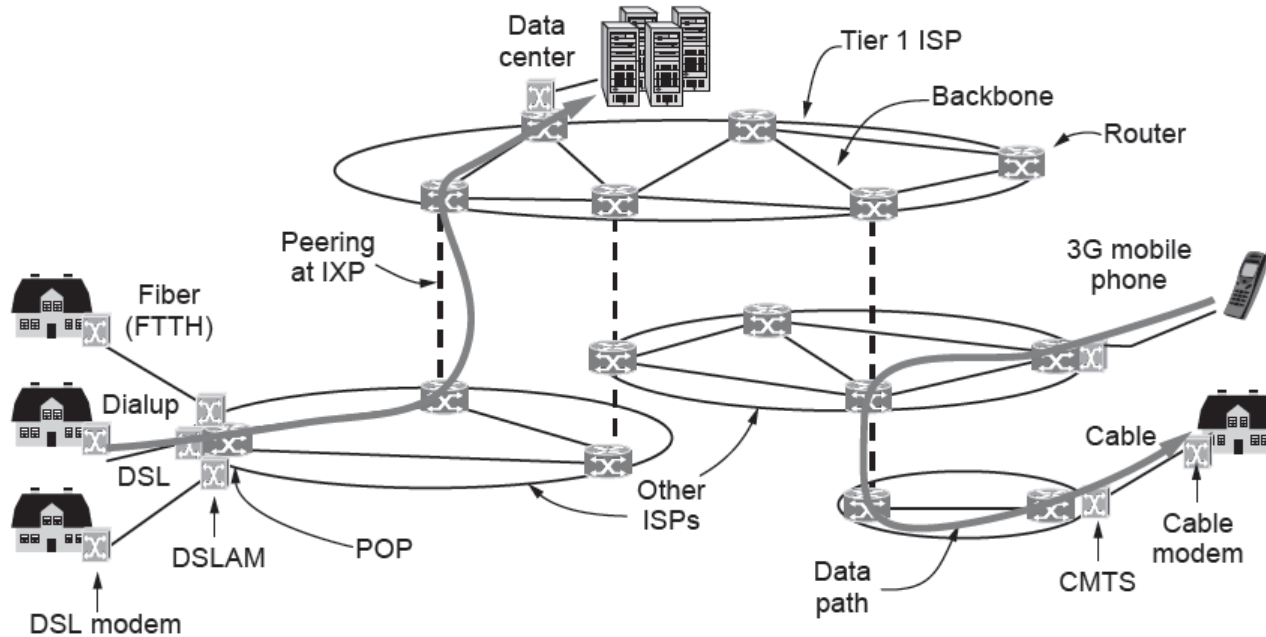 Data
center
Tier 1 ISP
Backbone
Router
Peering
at IXP
3G mobile
phone
Fiber
(FTTH)
Dialup
DSL
Cable
Other
ISPs
POP
DSLAM
DSL modem
Data
path
CMTS
Cable
modem